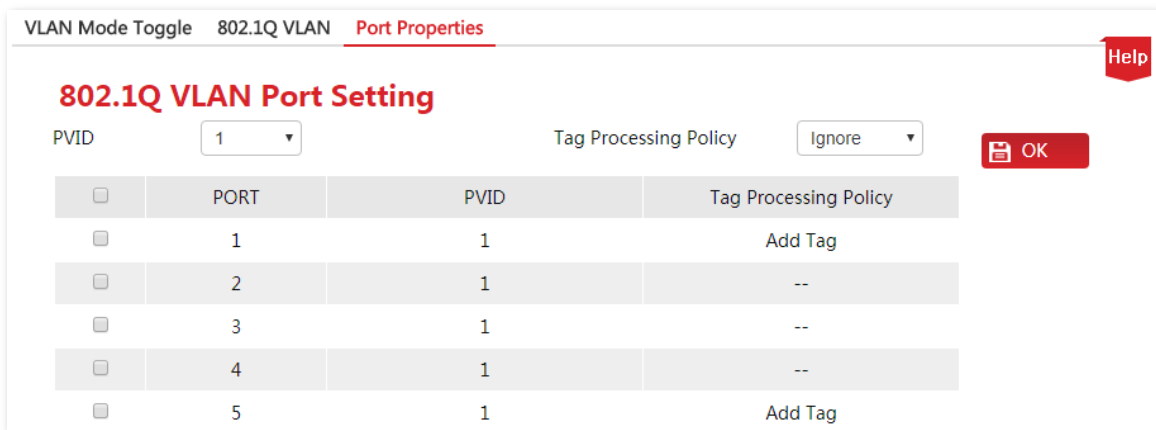 VLAN Mode Toggle 802.1Q VLAN Port Properties
Help
802.1Q VLAN Port Setting
PVID 1 Tag Processing Policy Ignore OK
PORT PVID Tag Processing Policy
1 1 Add Tag
2 1 --
3 1 --
4 1 --
5 1 Add Tag